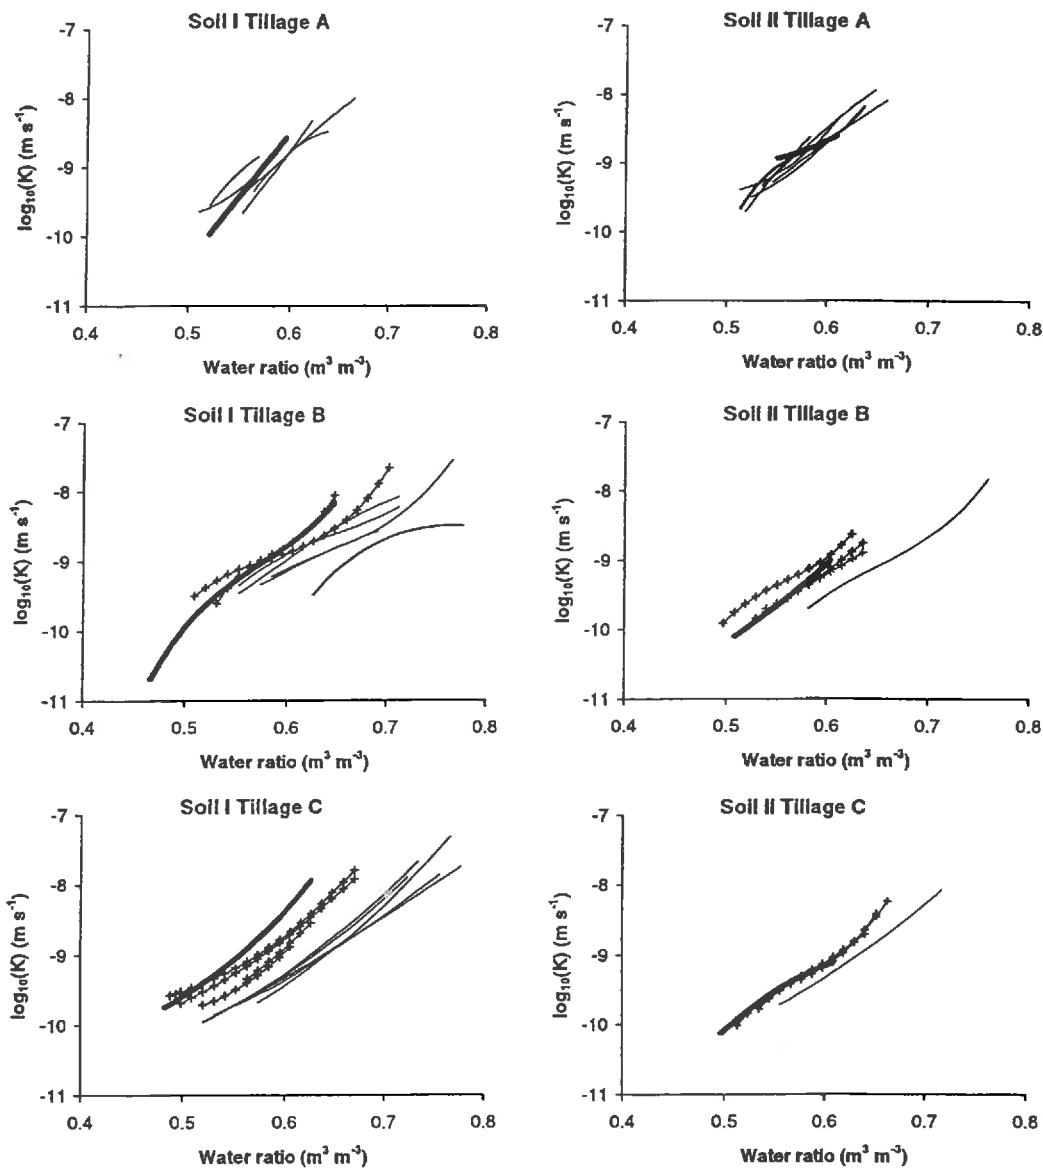 Soil I Tillage A
-7
-8
-9
-10
-11
log₁₀(K) (m s⁻¹)
0.4 0.5 0.6 0.7 0.8
Water ratio (m³ m⁻³)
Soil II Tillage A
-7
-8
-9
-10
-11
log₁₀(K) (m s⁻¹)
0.4 0.5 0.6 0.7 0.8
Water ratio (m³ m⁻³)
Soil I Tillage B
-7
-8
-9
-10
-11
log₁₀(K) (m s⁻¹)
0.4 0.5 0.6 0.7 0.8
Water ratio (m³ m⁻³)
Soil II Tillage B
-7
-8
-9
-10
-11
log₁₀(K) (m s⁻¹)
0.4 0.5 0.6 0.7 0.8
Water ratio (m³ m⁻³)
Soil I Tillage C
-7
-8
-9
-10
-11
log₁₀(K) (m s⁻¹)
0.4 0.5 0.6 0.7 0.8
Water ratio (m³ m⁻³)
Soil II Tillage C
-7
-8
-9
-10
-11
log₁₀(K) (m s⁻¹)
0.4 0.5 0.6 0.7 0.8
Water ratio (m³ m⁻³)